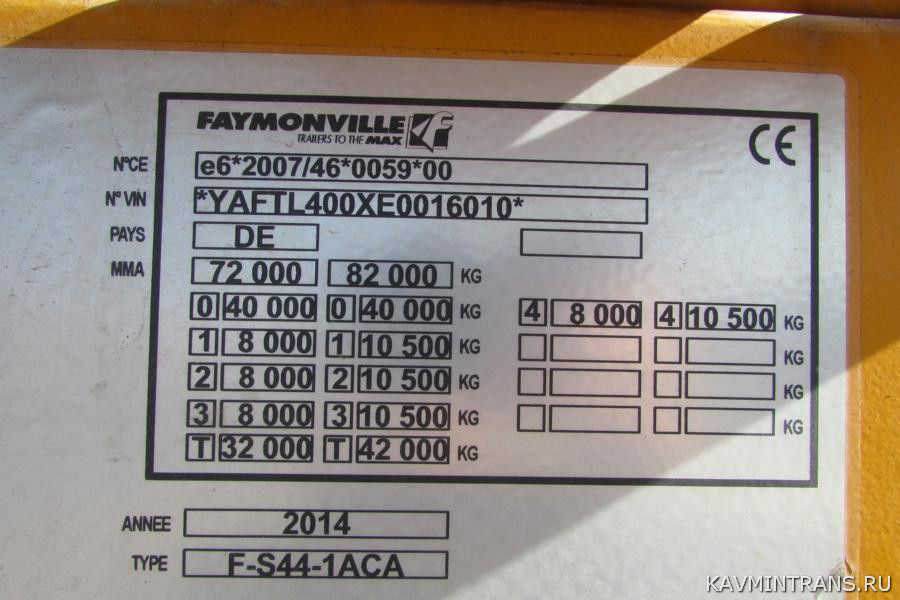 FAYMONVILLE
TRAILERS TO THE MAX
CE
N°CE e6*2007/46*0059*00
N° VIN *YAFTL400XE0016010*
PAYS DE
MMA 72 000 82 000 KG
0 40 000 0 40 000 KG 4 8 000 4 10 500 KG
1 8 000 1 10 500 KG KG
2 8 000 2 10 500 KG KG
3 8 000 3 10 500 KG KG
T 32 000 T 42 000 KG
ANNEE 2014
TYPE F-S44-1ACA
KAVMINTRANS.RU